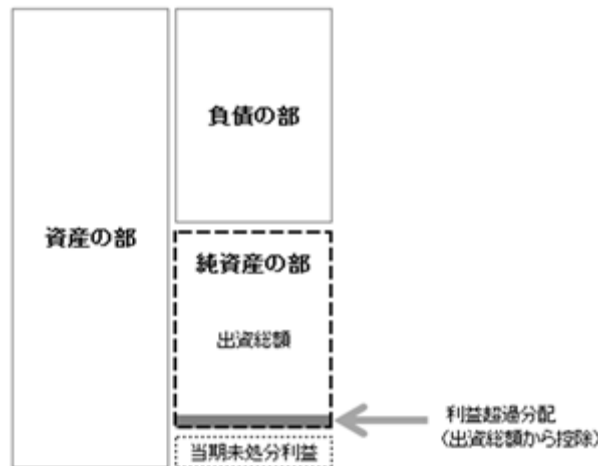 資産の部
負債の部
純資産の部
出資総額
当期未処分利益
利益超過分配
(出資総額から控除)